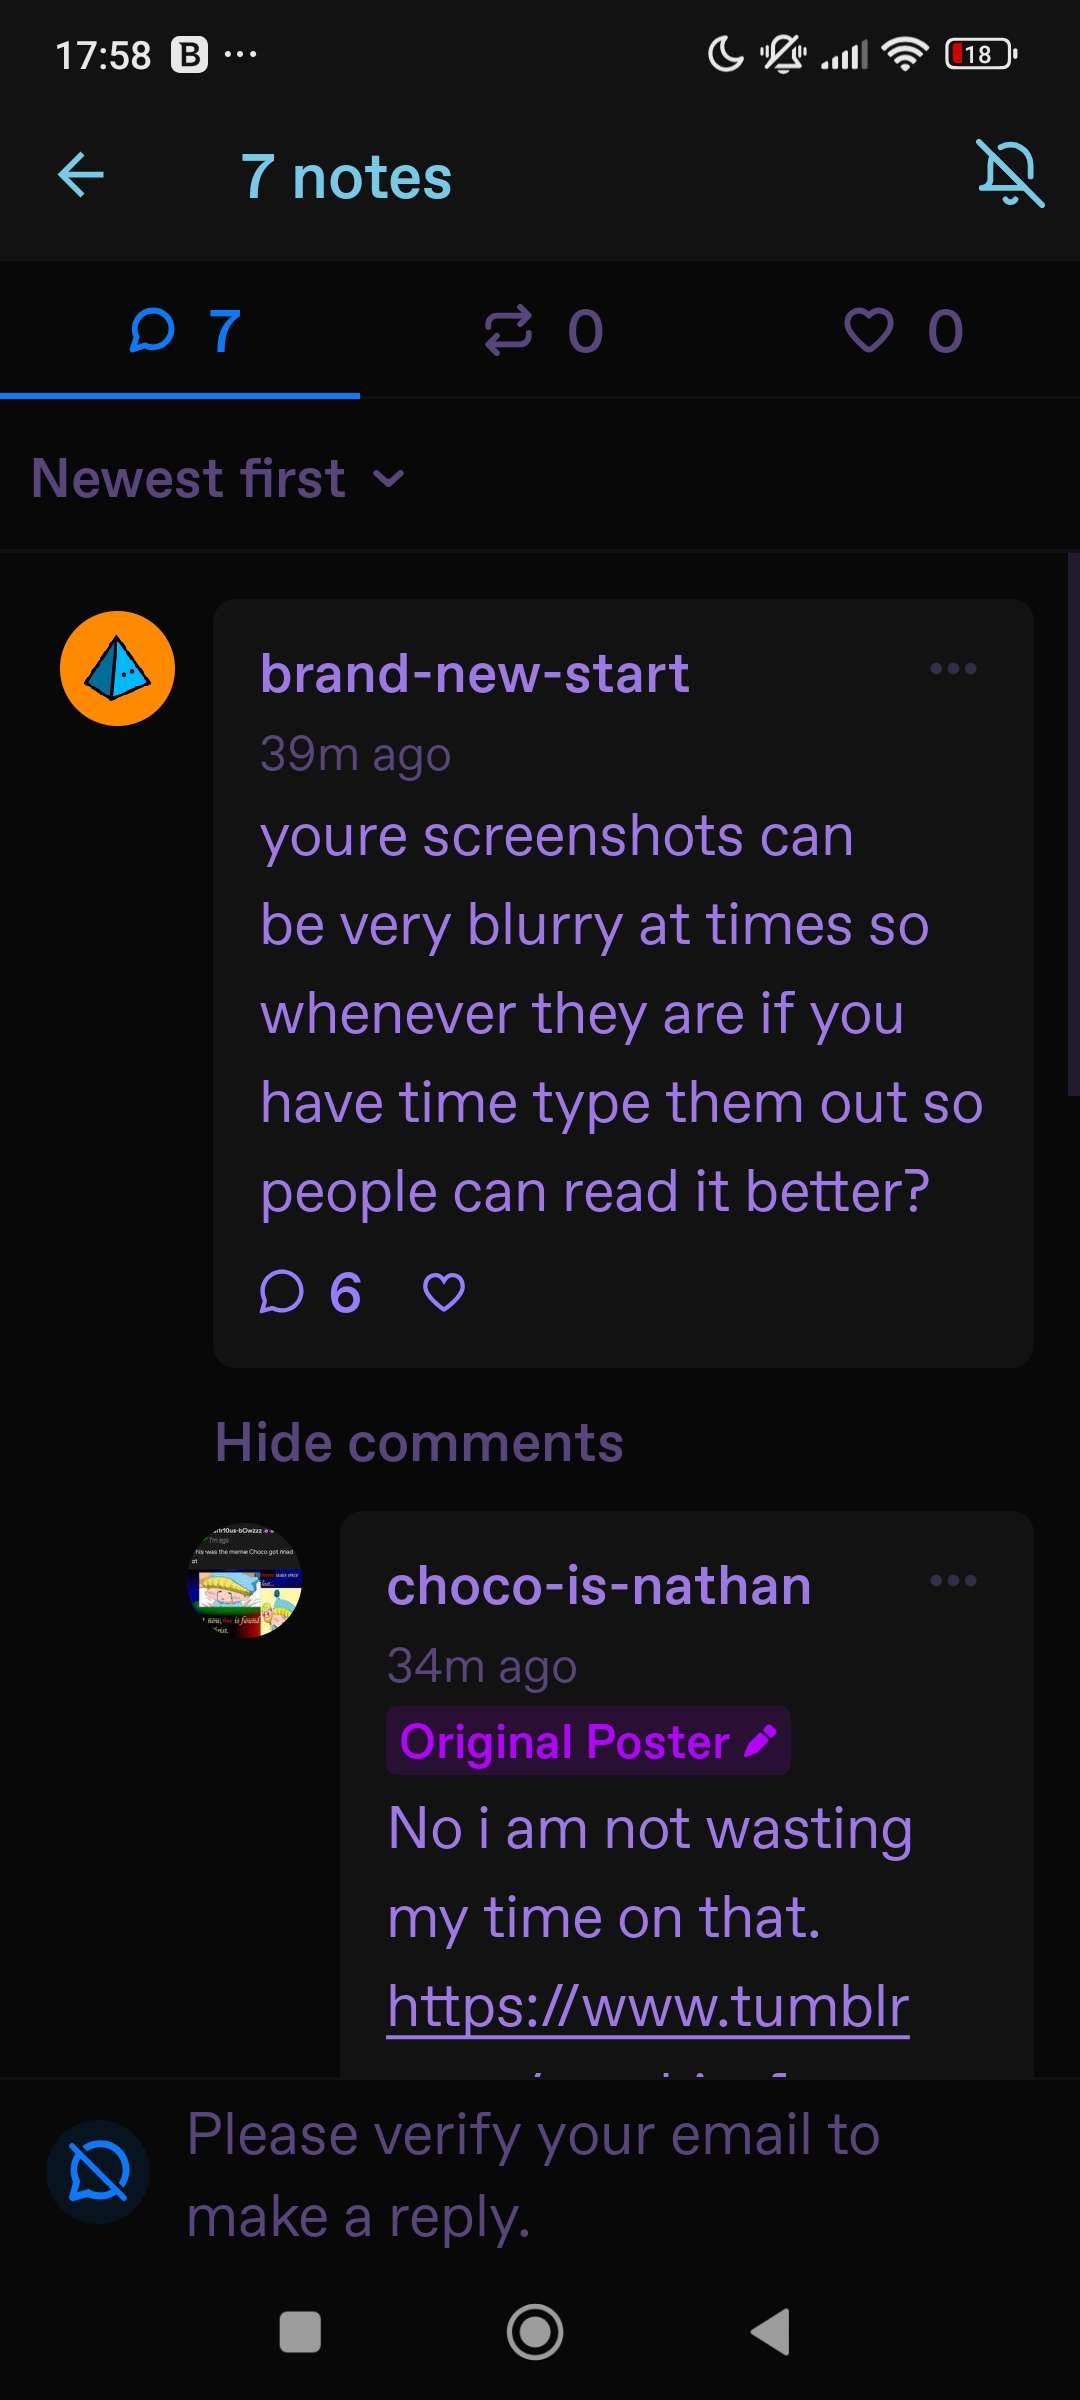 17:58 B ... 18
7 notes
7 0 0
Newest first
brand-new-start
39m ago
youre screenshots can
be very blurry at times so
whenever they are if you
have time type them out so
people can read it better?
6
Hide comments
choco-is-nathan
34m ago
Original Poster
No i am not wasting
my time on that.
https://www.tumblr
Please verify your email to
make a reply.